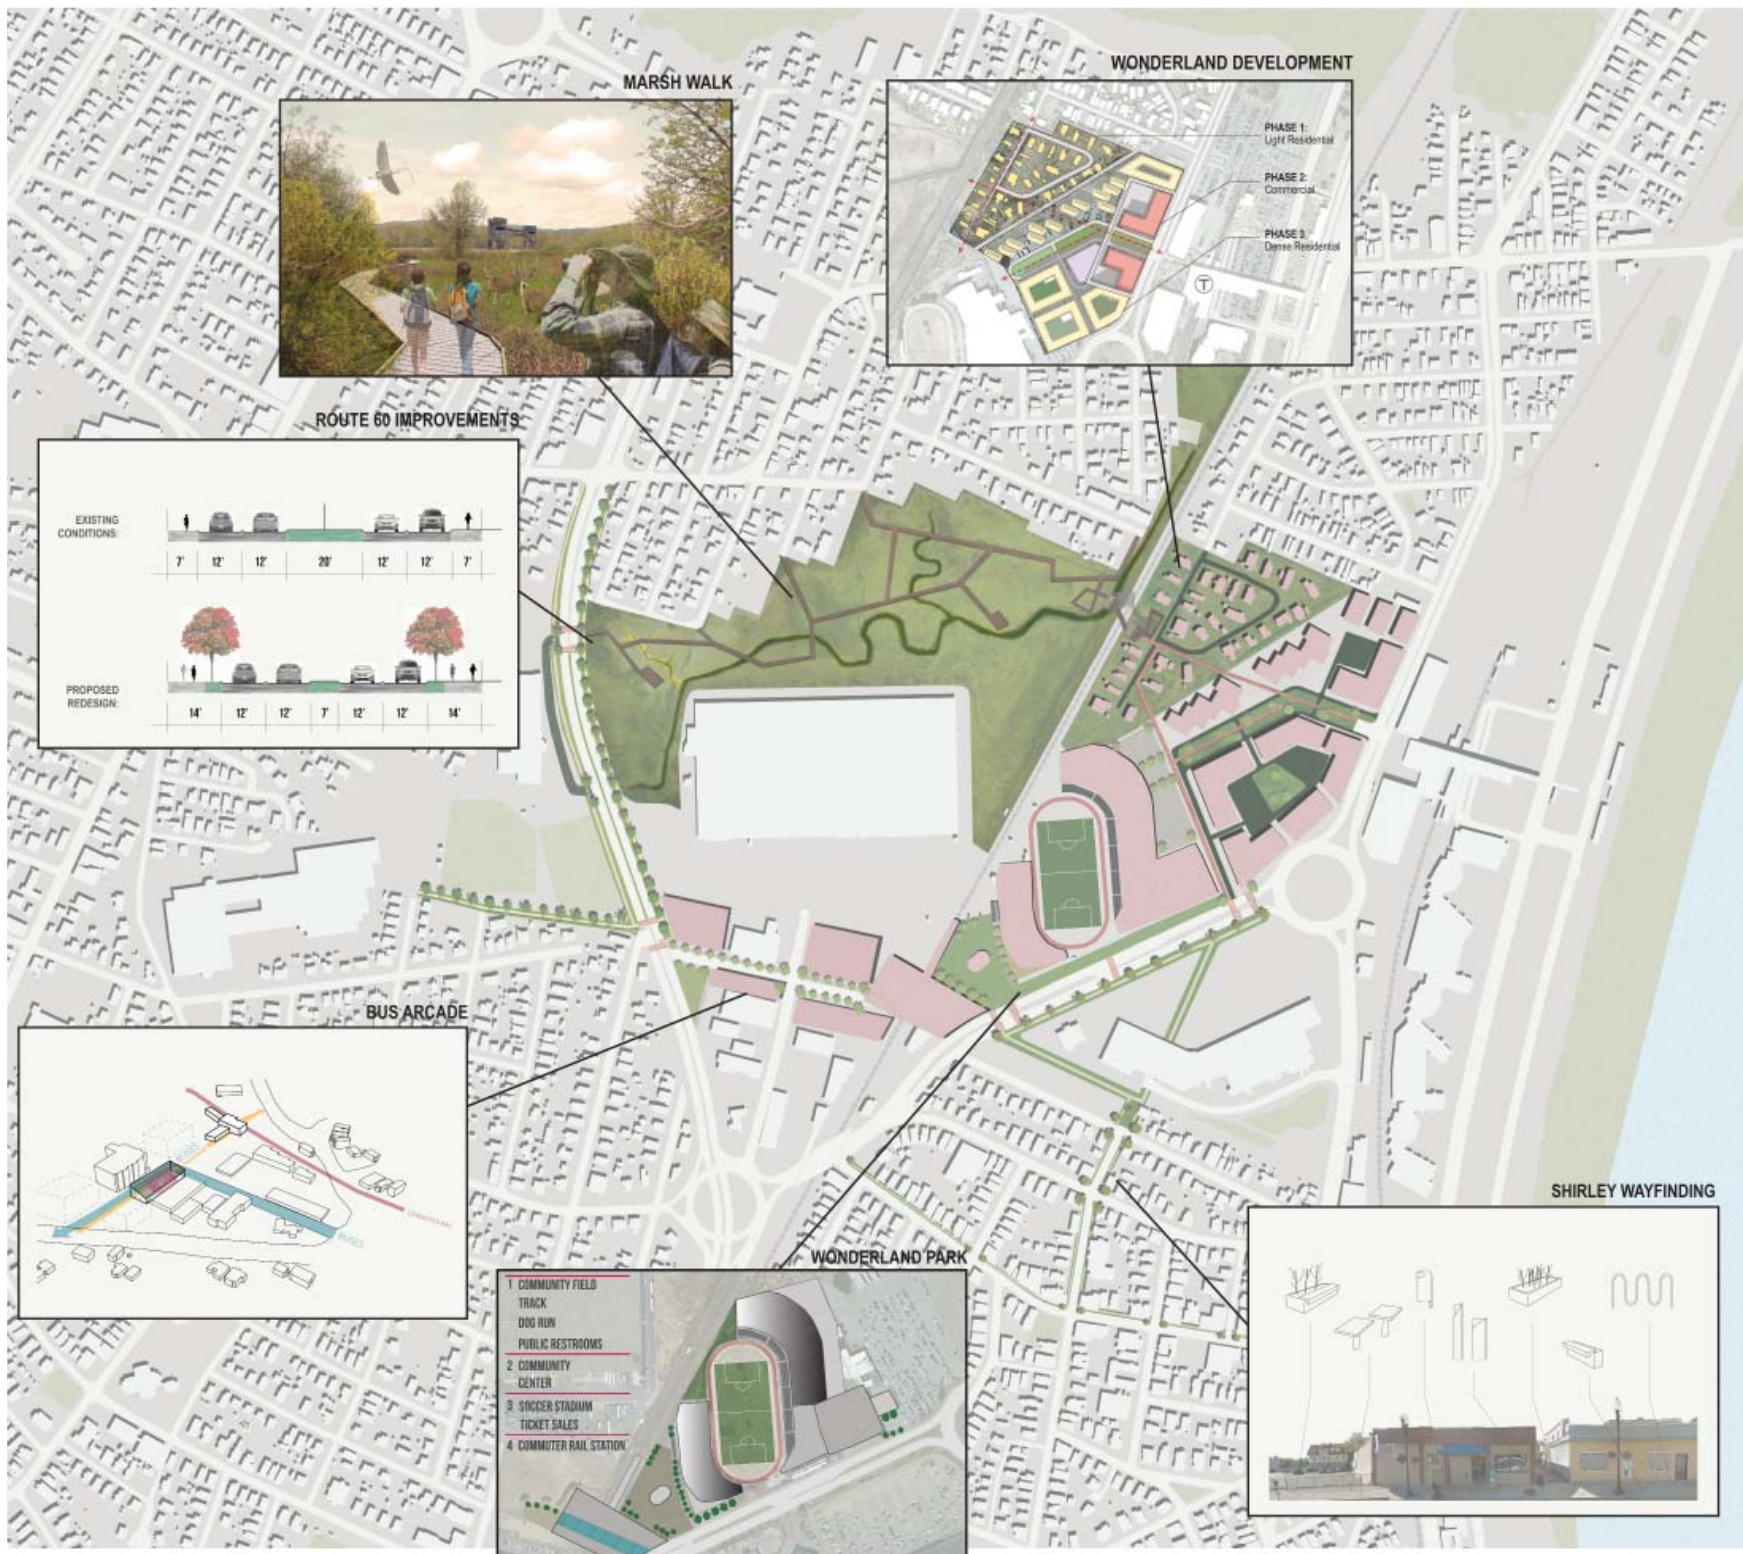 WONDERLAND DEVELOPMENT
MARSH WALK
PHASE 1:
Light Residential
PHASE 2:
Commercial
PHASE 3
Dense Residential
T
ROUTE 60 IMPROVEMENTS
EXISTING
CONDITIONS:
7' 12' 12' 20' 12' 12' 7'
PROPOSED
REDESIGN:
14' 12' 12' 7' 12' 12' 14'
BUS ARCADE
BUSES
COMMUTER RAIL
BUSES
SHIRLEY WAYFINDING
WONDERLAND PARK
1 COMMUNITY FIELD
TRACK
DOG RUN
PUBLIC RESTROOMS
2 COMMUNITY
CENTER
3 SOCCER STADIUM
TICKET SALES
4 COMMUTER RAIL STATION